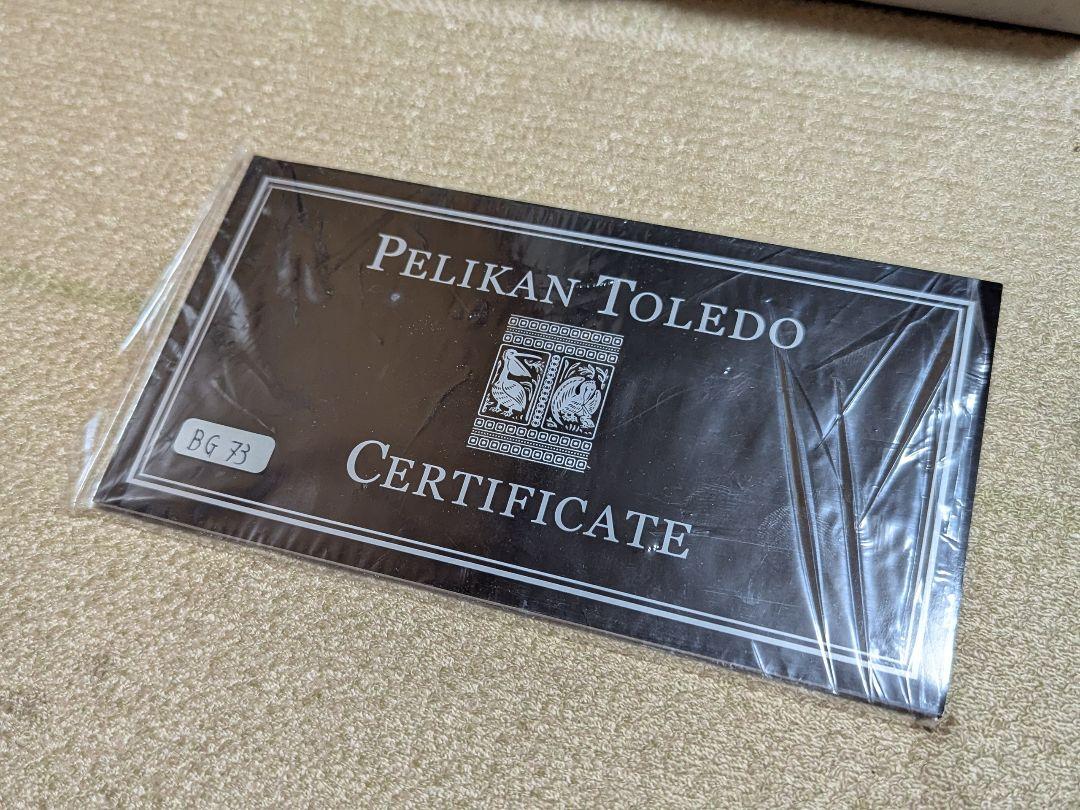 PELIKAN TOLEDO
CERTIFICATE
BG 73